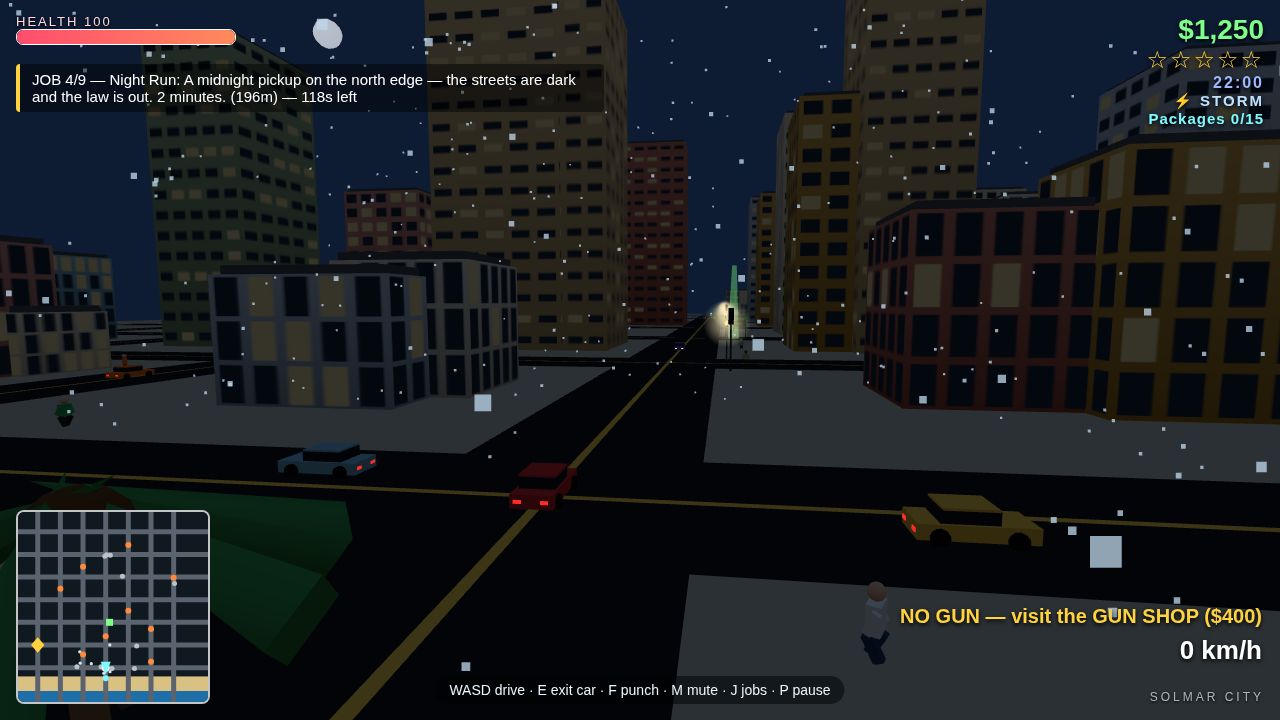 HEALTH 100
JOB 4/9 — Night Run: A midnight pickup on the north edge — the streets are dark
and the law is out. 2 minutes. (196m) — 118s left
$1,250
☆☆☆☆☆
22:00
⚡ STORM
Packages 0/15
NO GUN — visit the GUN SHOP ($400)
0 km/h
WASD drive · E exit car · F punch · M mute · J jobs · P pause
SOLMAR CITY